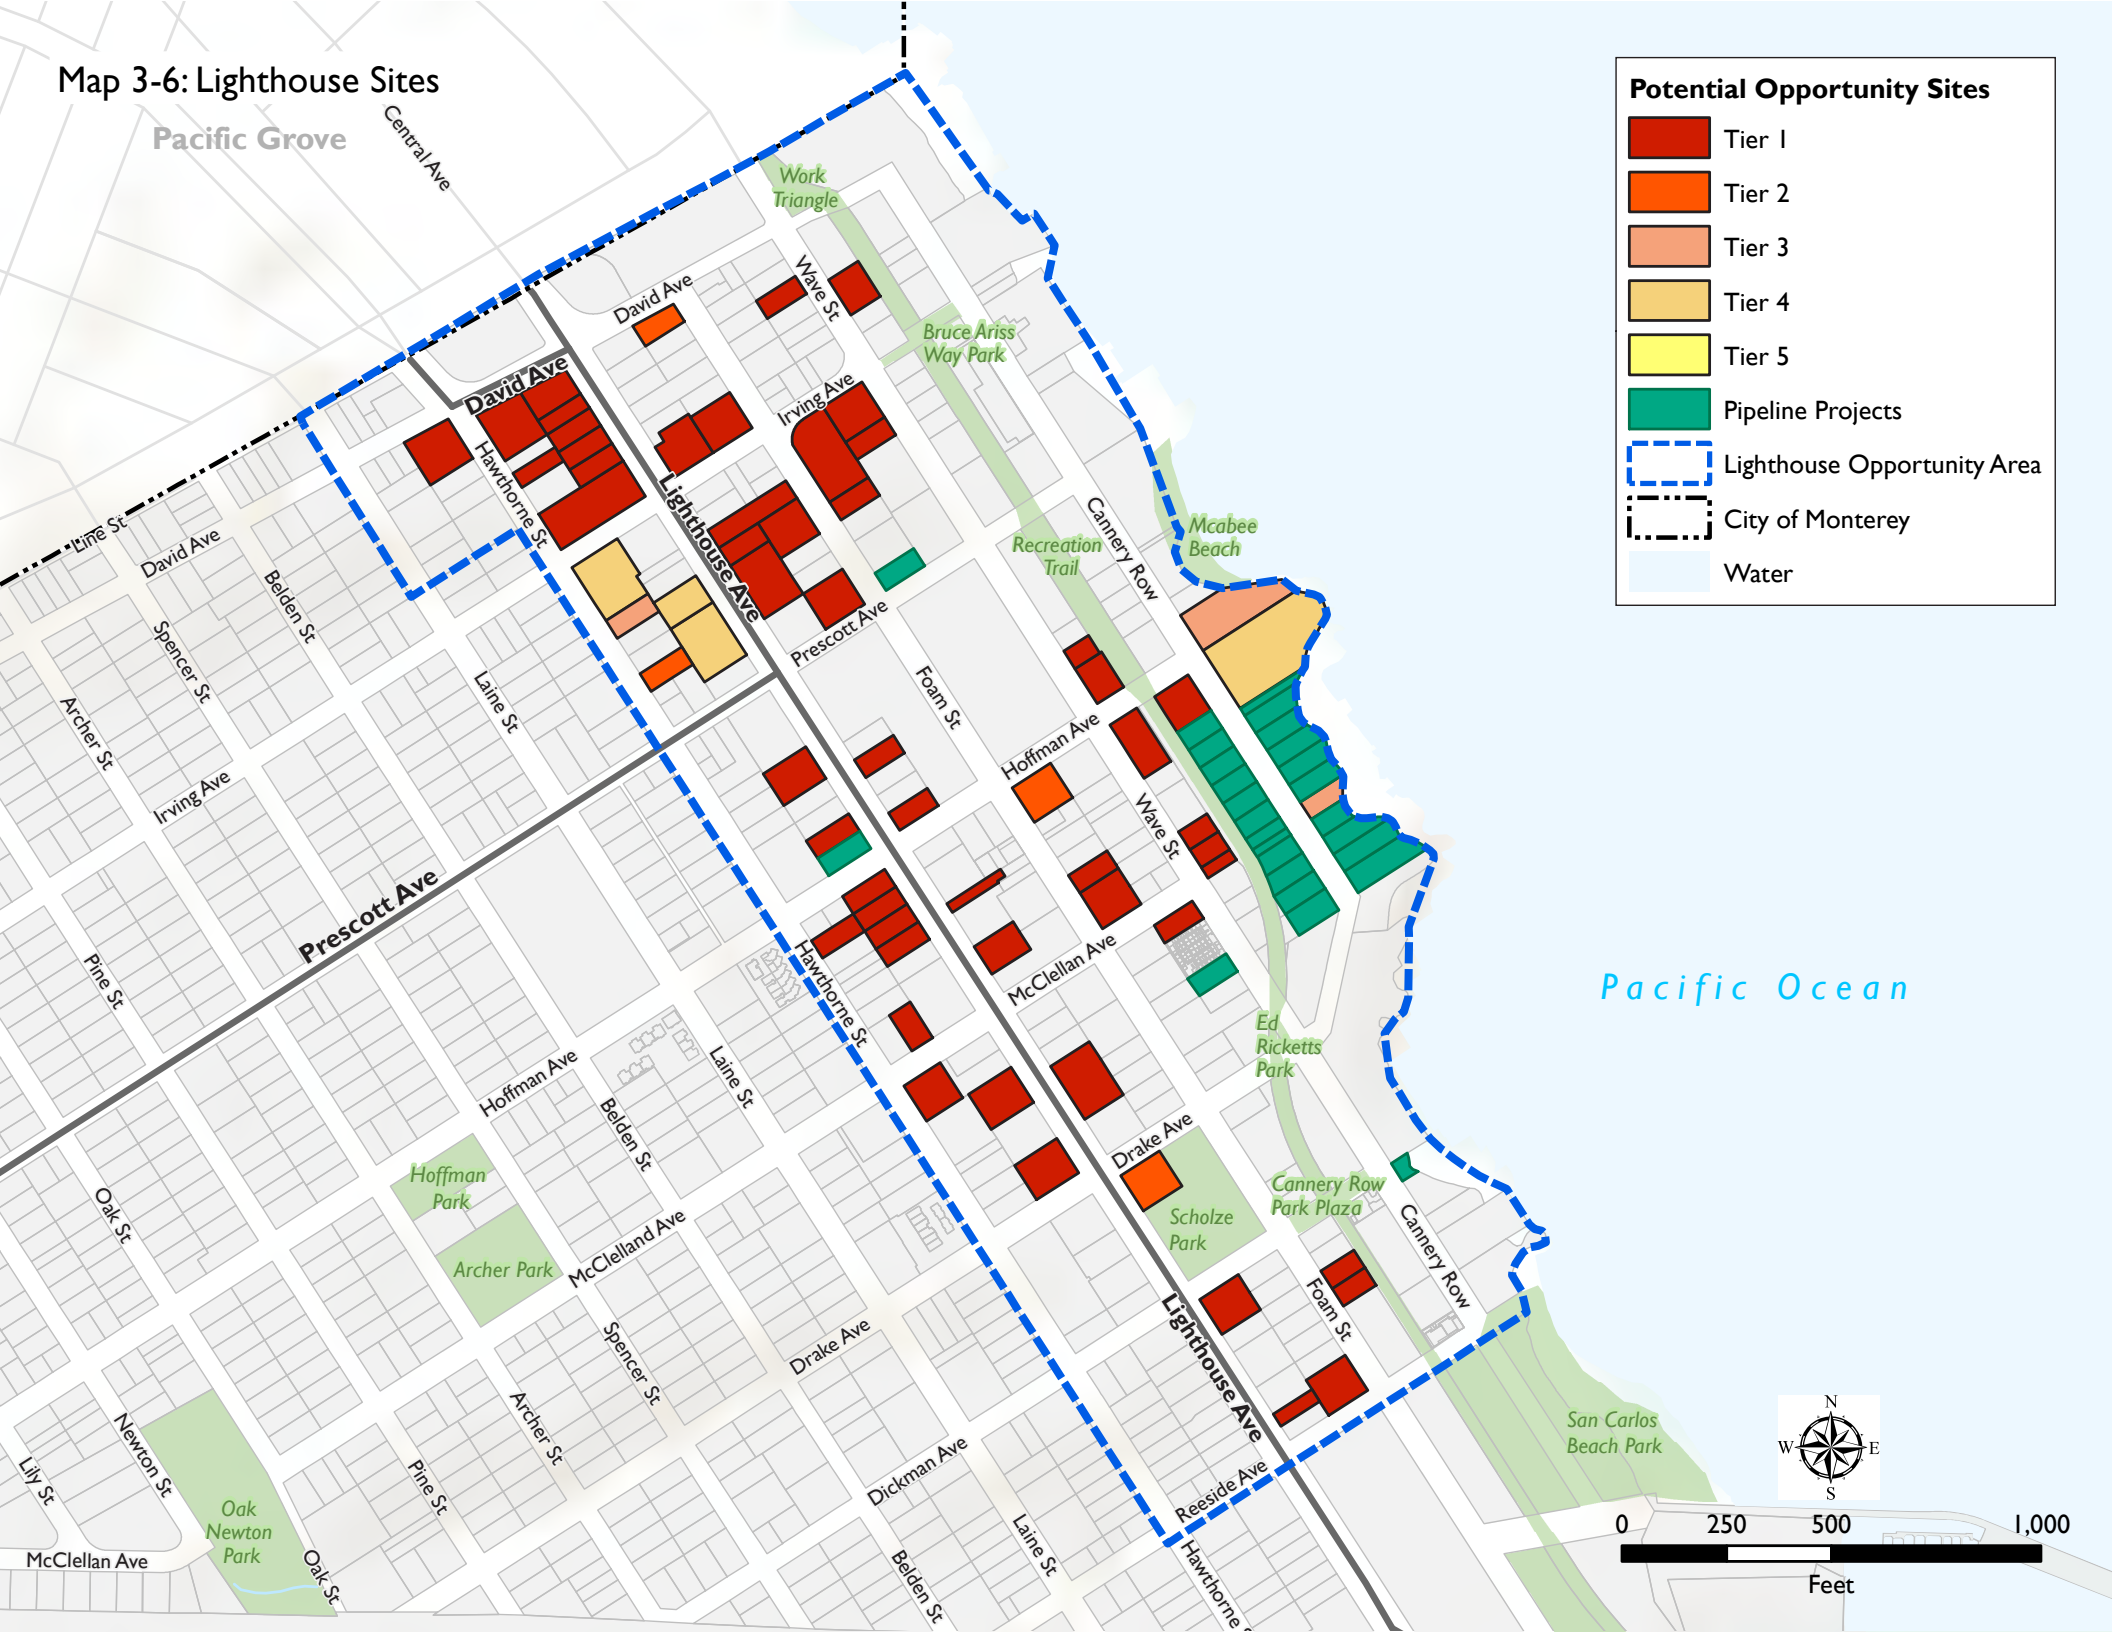 Map 3-6: Lighthouse Sites
Pacific Grove
Central Ave
Potential Opportunity Sites
Tier 1
Tier 2
Tier 3
Tier 4
Tier 5
Pipeline Projects
Lighthouse Opportunity Area
City of Monterey
Water
Work
Triangle
Wave St
David Ave
Bruce Ariss
Way Park
David Ave
Irving Ave
Hawthorne St
Lighthouse Ave
Line St
David Ave
Belden St
Spencer St
Archer St
Laine St
Irving Ave
Prescott Ave
Cannery Row
Mcabee
Beach
Recreation
Trail
Prescott Ave
Foam St
Hoffman Ave
Wave St
McClellan Ave
Hawthorne St
Pine St
Hoffman Ave
Laine St
Belden St
Pacific Ocean
Ed
Ricketts
Park
Drake Ave
Hoffman
Park
Archer Park
Oak St
McClelland Ave
Scholze
Park
Cannery Row
Park Plaza
Cannery Row
Foam St
Lighthouse Ave
Drake Ave
Spencer St
Archer St
Newton St
Lily St
Pine St
Dickman Ave
Reeside Ave
San Carlos
Beach Park
Oak
Newton
Park
McClellan Ave
Oak St
Laine St
Belden St
Hawthorne S
N
W
E
S
0
250
500
1,000
Feet